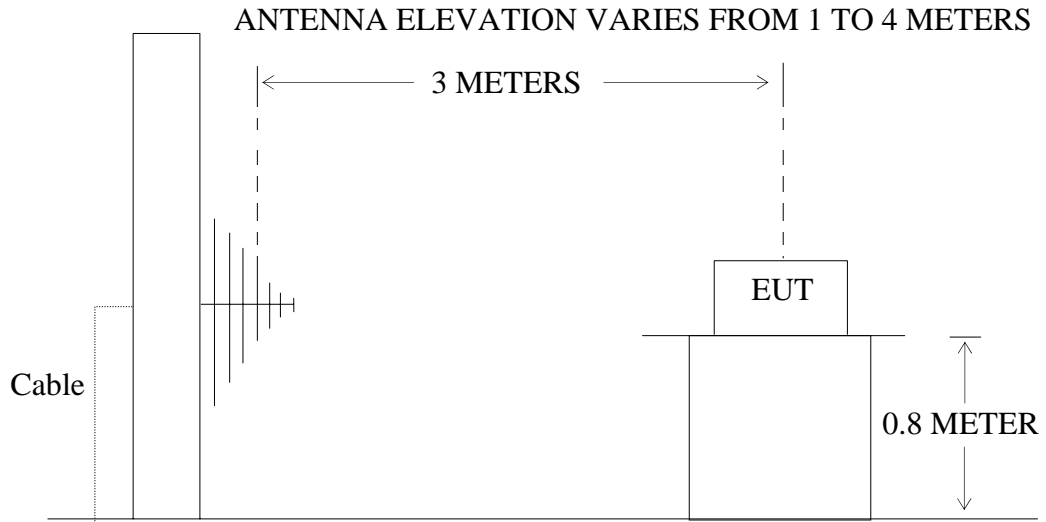 ANTENNA ELEVATION VARIES FROM 1 TO 4 METERS
3 METERS
EUT
Cable
0.8 METER